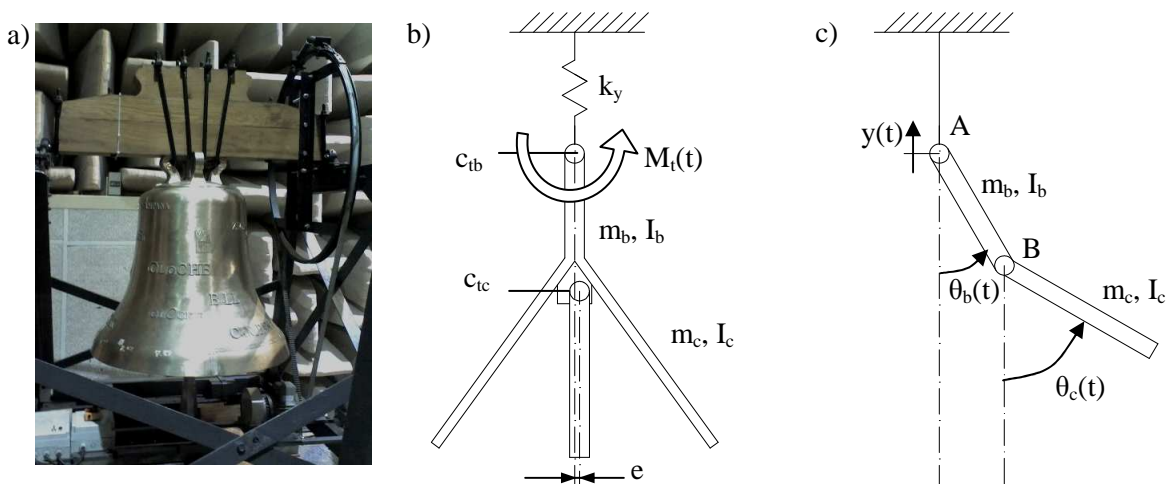 a)
b)
c)
k_y
y(t)
A
c_tb
M_t(t)
m_b, I_b
m_b, I_b
B
c_tc
θ_b(t)
m_c, I_c
m_c, I_c
θ_c(t)
e